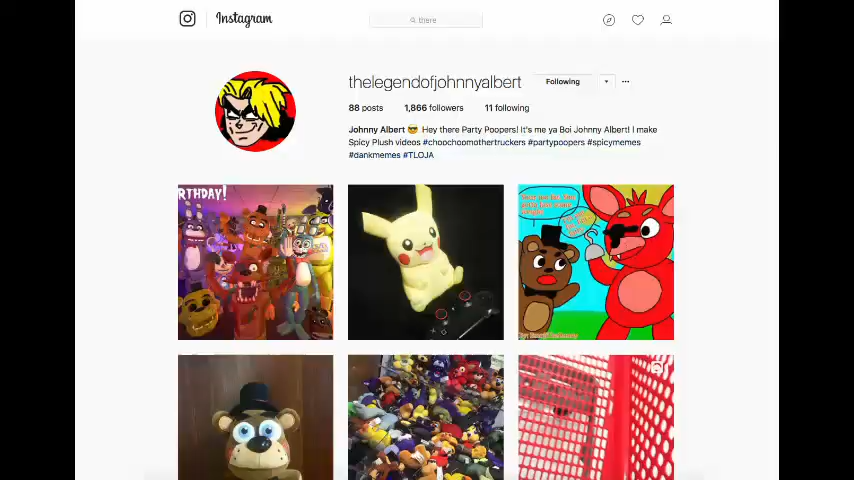 Instagram
there
thelegendofjohnnyalbert
Following
88 posts
1,866 followers
11 following
Johnny Albert 😎 Hey there Party Poopers! It's me ya Boi Johnny Albert! I make
Spicy Plush videos #choochoomothertruckers #partypoopers #spicymemes
#dankmemes #TLOJA
RTHDAY!